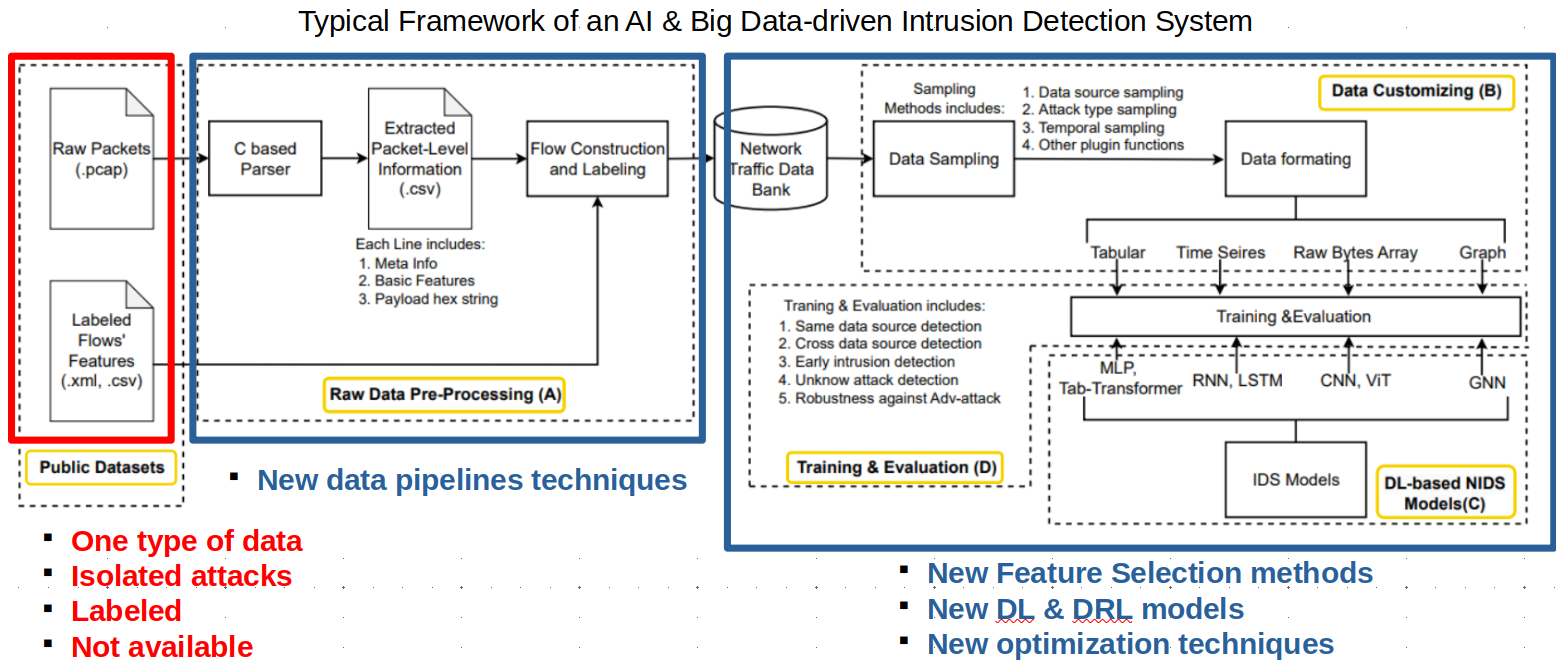 Typical Framework of an AI & Big Data-driven Intrusion Detection System
Raw Packets
(.pcap)
Labeled
Flows'
Features
(.xml, .csv)
Public Datasets
C based
Parser
Extracted
Packet-Level
Information
(.csv)
Each Line includes:
1. Meta Info
2. Basic Features
3. Payload hex string
Flow Construction
and Labeling
Raw Data Pre-Processing (A)
Network
Traffic Data
Bank
Sampling
Methods includes:
1. Data source sampling
2. Attack type sampling
3. Temporal sampling
4. Other plugin functions
Data Sampling
Data formating
Data Customizing (B)
Tabular
Time Seires
Raw Bytes Array
Graph
Training &Evaluation
Traning & Evaluation includes:
1. Same data source detection
2. Cross data source detection
3. Early intrusion detection
4. Unknow attack detection
5. Robustness against Adv-attack
Training & Evaluation (D)
MLP,
Tab-Transformer
RNN, LSTM
CNN, ViT
GNN
IDS Models
DL-based NIDS
Models(C)
▪ New data pipelines techniques
▪ One type of data
▪ Isolated attacks
▪ Labeled
▪ Not available
▪ New Feature Selection methods
▪ New DL & DRL models
▪ New optimization techniques